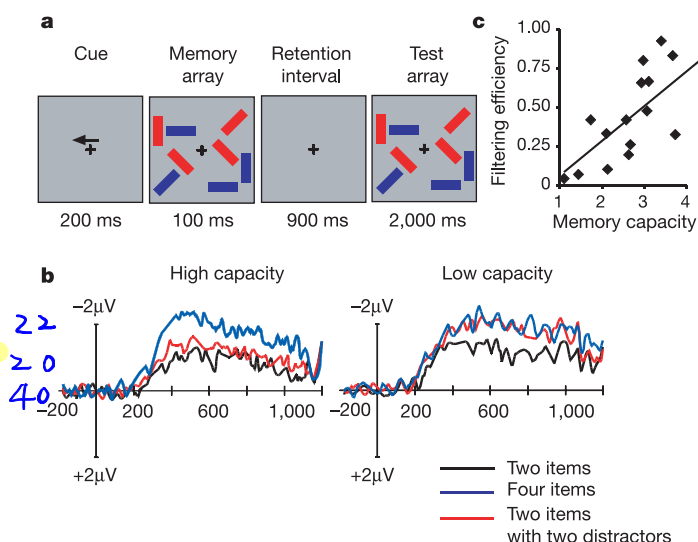 a
Cue
Memory array
Retention interval
Test array
200 ms
100 ms
900 ms
2,000 ms
c
Filtering efficiency
1.00
0.75
0.50
0.25
0
1 2 3 4
Memory capacity
b
High capacity
−2µV
22
20
40
−200 200 600 1,000
+2µV
Low capacity
−2µV
−200 200 600 1,000
+2µV
Two items
Four items
Two items
with two distractors